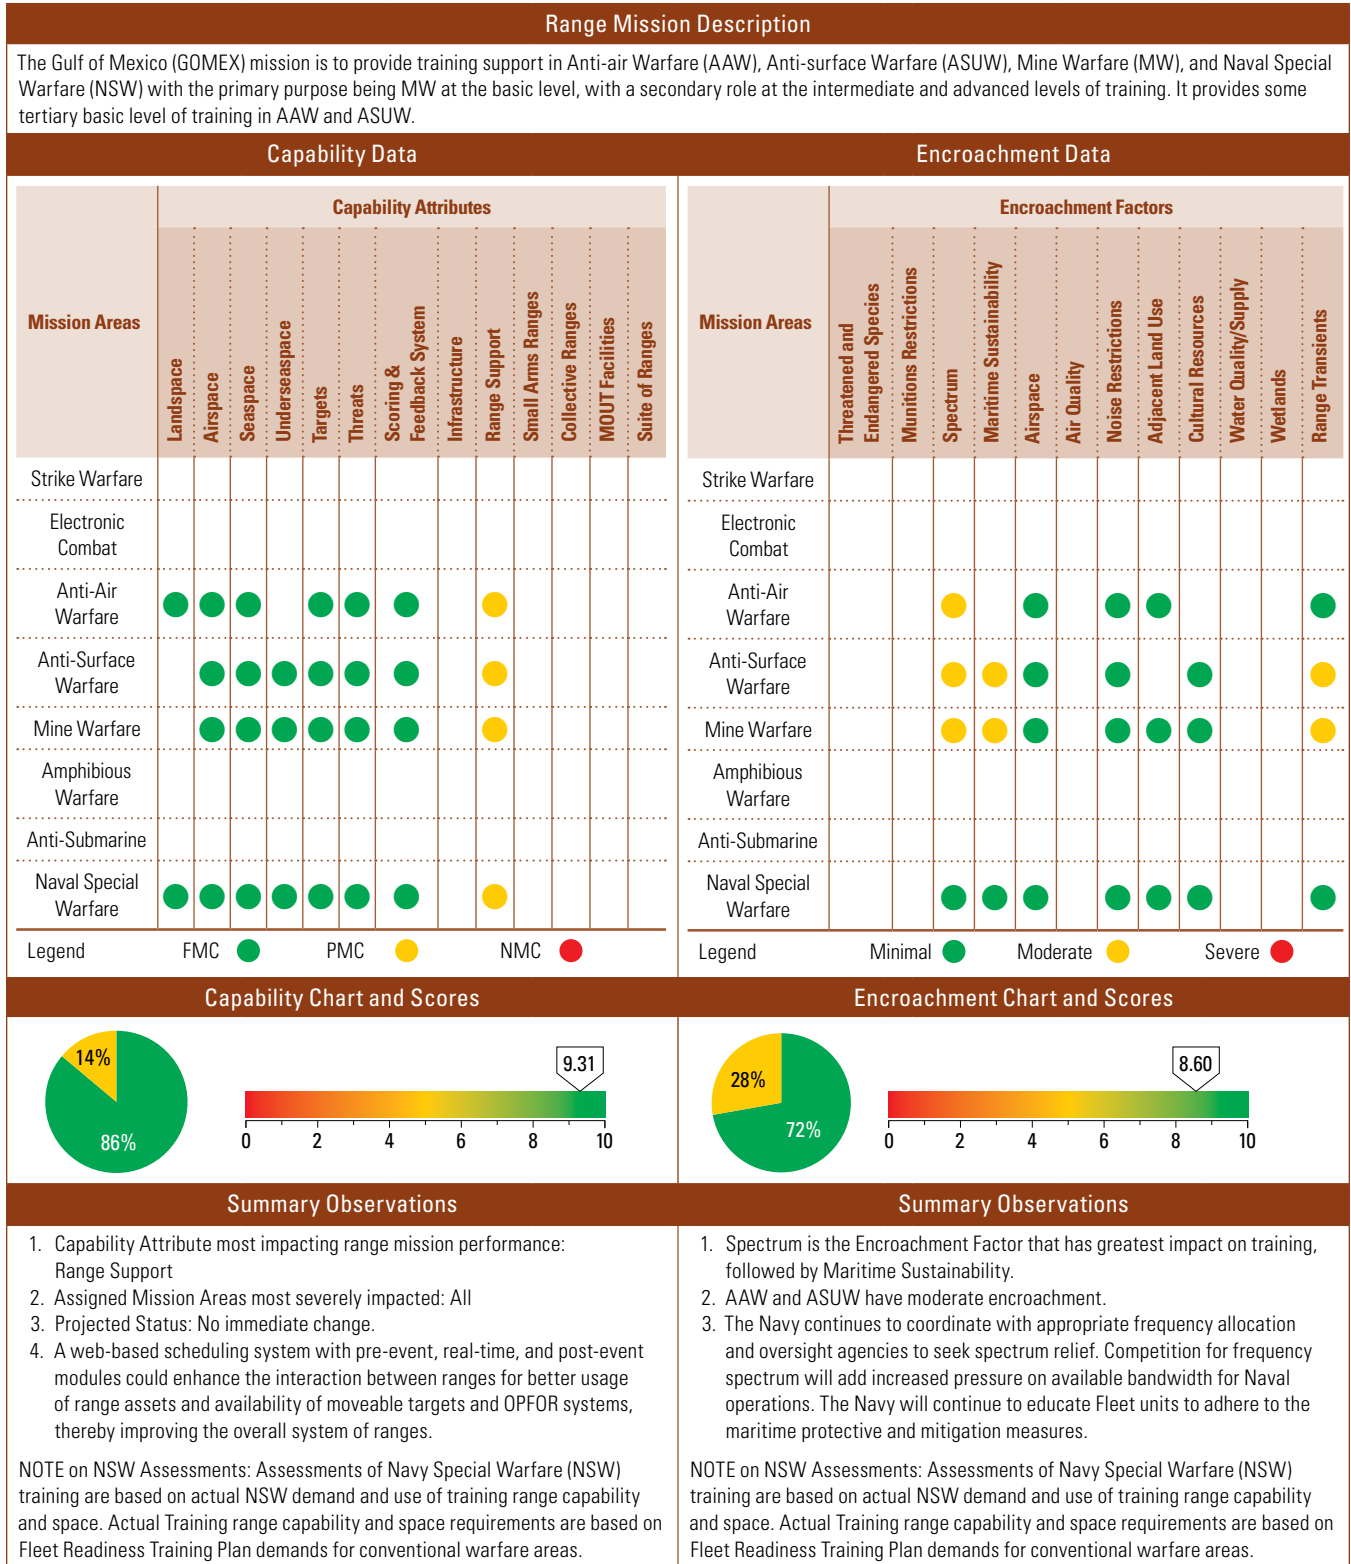 Range Mission Description
The Gulf of Mexico (GOMEX) mission is to provide training support in Anti-air Warfare (AAW), Anti-surface Warfare (ASUW), Mine Warfare (MW), and Naval Special
Warfare (NSW) with the primary purpose being MW at the basic level, with a secondary role at the intermediate and advanced levels of training. It provides some
tertiary basic level of training in AAW and ASUW.
Capability Data
Capability Attributes
Mission Areas
Landspace
Airspace
Seaspace
Underseaspace
Targets
Threats
Scoring &
Feedback System
Infrastructure
Range Support
Small Arms Ranges
Collective Ranges
MOUT Facilities
Suite of Ranges
Strike Warfare
Electronic
Combat
Anti-Air
Warfare
Anti-Surface
Warfare
Mine Warfare
Amphibious
Warfare
Anti-Submarine
Naval Special
Warfare
Legend FMC PMC NMC
Encroachment Data
Encroachment Factors
Mission Areas
Threatened and
Endangered Species
Munitions Restrictions
Spectrum
Maritime Sustainability
Airspace
Air Quality
Noise Restrictions
Adjacent Land Use
Cultural Resources
Water Quality/Supply
Wetlands
Range Transients
Strike Warfare
Electronic
Combat
Anti-Air
Warfare
Anti-Surface
Warfare
Mine Warfare
Amphibious
Warfare
Anti-Submarine
Naval Special
Warfare
Legend Minimal Moderate Severe
Capability Chart and Scores
14%
86%
9.31
0 2 4 6 8 10
Encroachment Chart and Scores
28%
72%
8.60
0 2 4 6 8 10
Summary Observations
1. Capability Attribute most impacting range mission performance:
Range Support
2. Assigned Mission Areas most severely impacted: All
3. Projected Status: No immediate change.
4. A web-based scheduling system with pre-event, real-time, and post-event
modules could enhance the interaction between ranges for better usage
of range assets and availability of moveable targets and OPFOR systems,
thereby improving the overall system of ranges.
NOTE on NSW Assessments: Assessments of Navy Special Warfare (NSW)
training are based on actual NSW demand and use of training range capability
and space. Actual Training range capability and space requirements are based on
Fleet Readiness Training Plan demands for conventional warfare areas.
Summary Observations
1. Spectrum is the Encroachment Factor that has greatest impact on training,
followed by Maritime Sustainability.
2. AAW and ASUW have moderate encroachment.
3. The Navy continues to coordinate with appropriate frequency allocation
and oversight agencies to seek spectrum relief. Competition for frequency
spectrum will add increased pressure on available bandwidth for Naval
operations. The Navy will continue to educate Fleet units to adhere to the
maritime protective and mitigation measures.
NOTE on NSW Assessments: Assessments of Navy Special Warfare (NSW)
training are based on actual NSW demand and use of training range capability
and space. Actual Training range capability and space requirements are based on
Fleet Readiness Training Plan demands for conventional warfare areas.